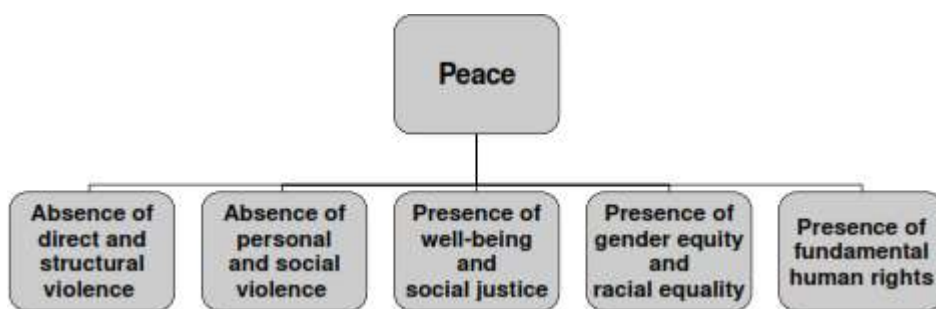 Peace
Absence of
direct and
structural
violence
Absence of
personal
and social
violence
Presence of
well-being
and
social justice
Presence of
gender equity
and
racial equality
Presence of
fundamental
human rights